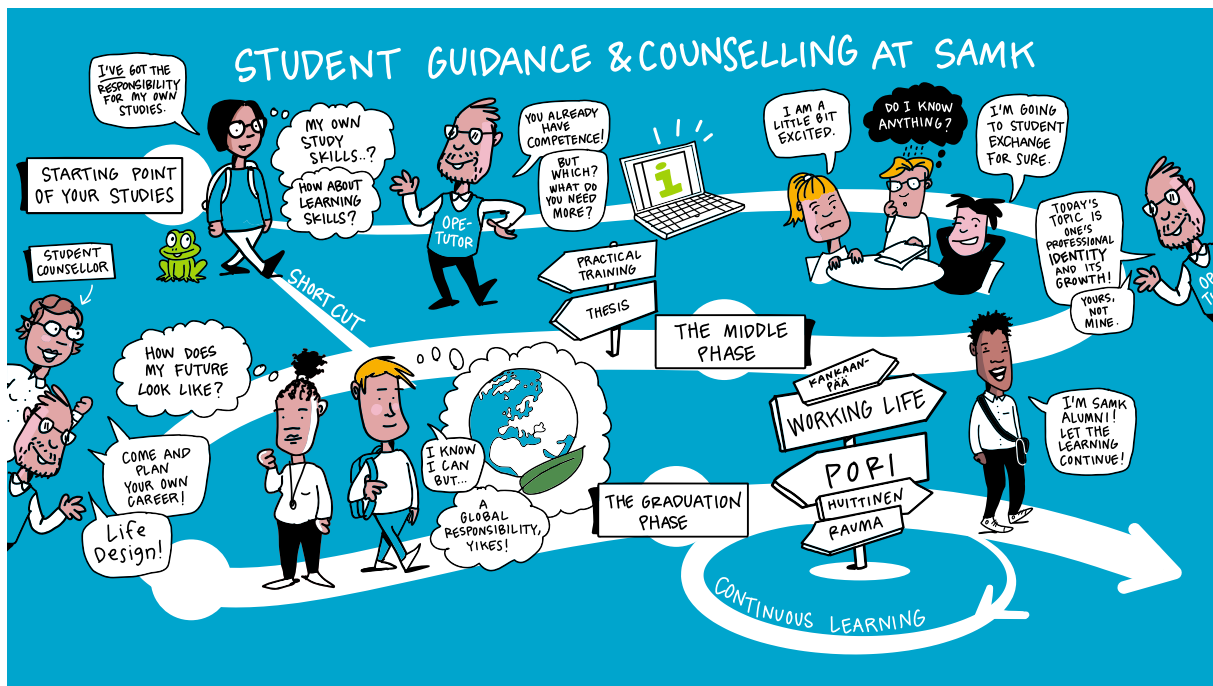 STUDENT GUIDANCE & COUNSELLING AT SAMK
I'VE GOT THE
RESPONSIBILITY
FOR MY OWN
STUDIES.
STARTING POINT
OF YOUR STUDIES
MY OWN
STUDY
SKILLS..?
HOW ABOUT
LEARNING
SKILLS?
OPE-
TUTOR
YOU ALREADY
HAVE
COMPETENCE!
BUT
WHICH?
WHAT DO
YOU NEED
MORE?
i
I AM A
LITTLE BIT
EXCITED.
DO I KNOW
ANYTHING?
I'M GOING
TO STUDENT
EXCHANGE
FOR SURE.
TODAY'S
TOPIC IS
ONE'S
PROFESSIONAL
IDENTITY
AND ITS
GROWTH!
YOURS,
NOT
MINE.
OP
TU
STUDENT
COUNSELLOR
SHORT CUT
PRACTICAL
TRAINING
THESIS
THE MIDDLE
PHASE
HOW DOES
MY FUTURE
LOOK LIKE?
COME AND
PLAN
YOUR OWN
CAREER!
Life
Design!
I KNOW
I CAN
BUT...
A
GLOBAL
RESPONSIBILITY,
YIKES!
THE GRADUATION
PHASE
KANKAAN-
PÄÄ
WORKING LIFE
PORI
HUITTINEN
RAUMA
I'M SAMK
ALUMNI!
LET THE
LEARNING
CONTINUE!
CONTINUOUS LEARNING